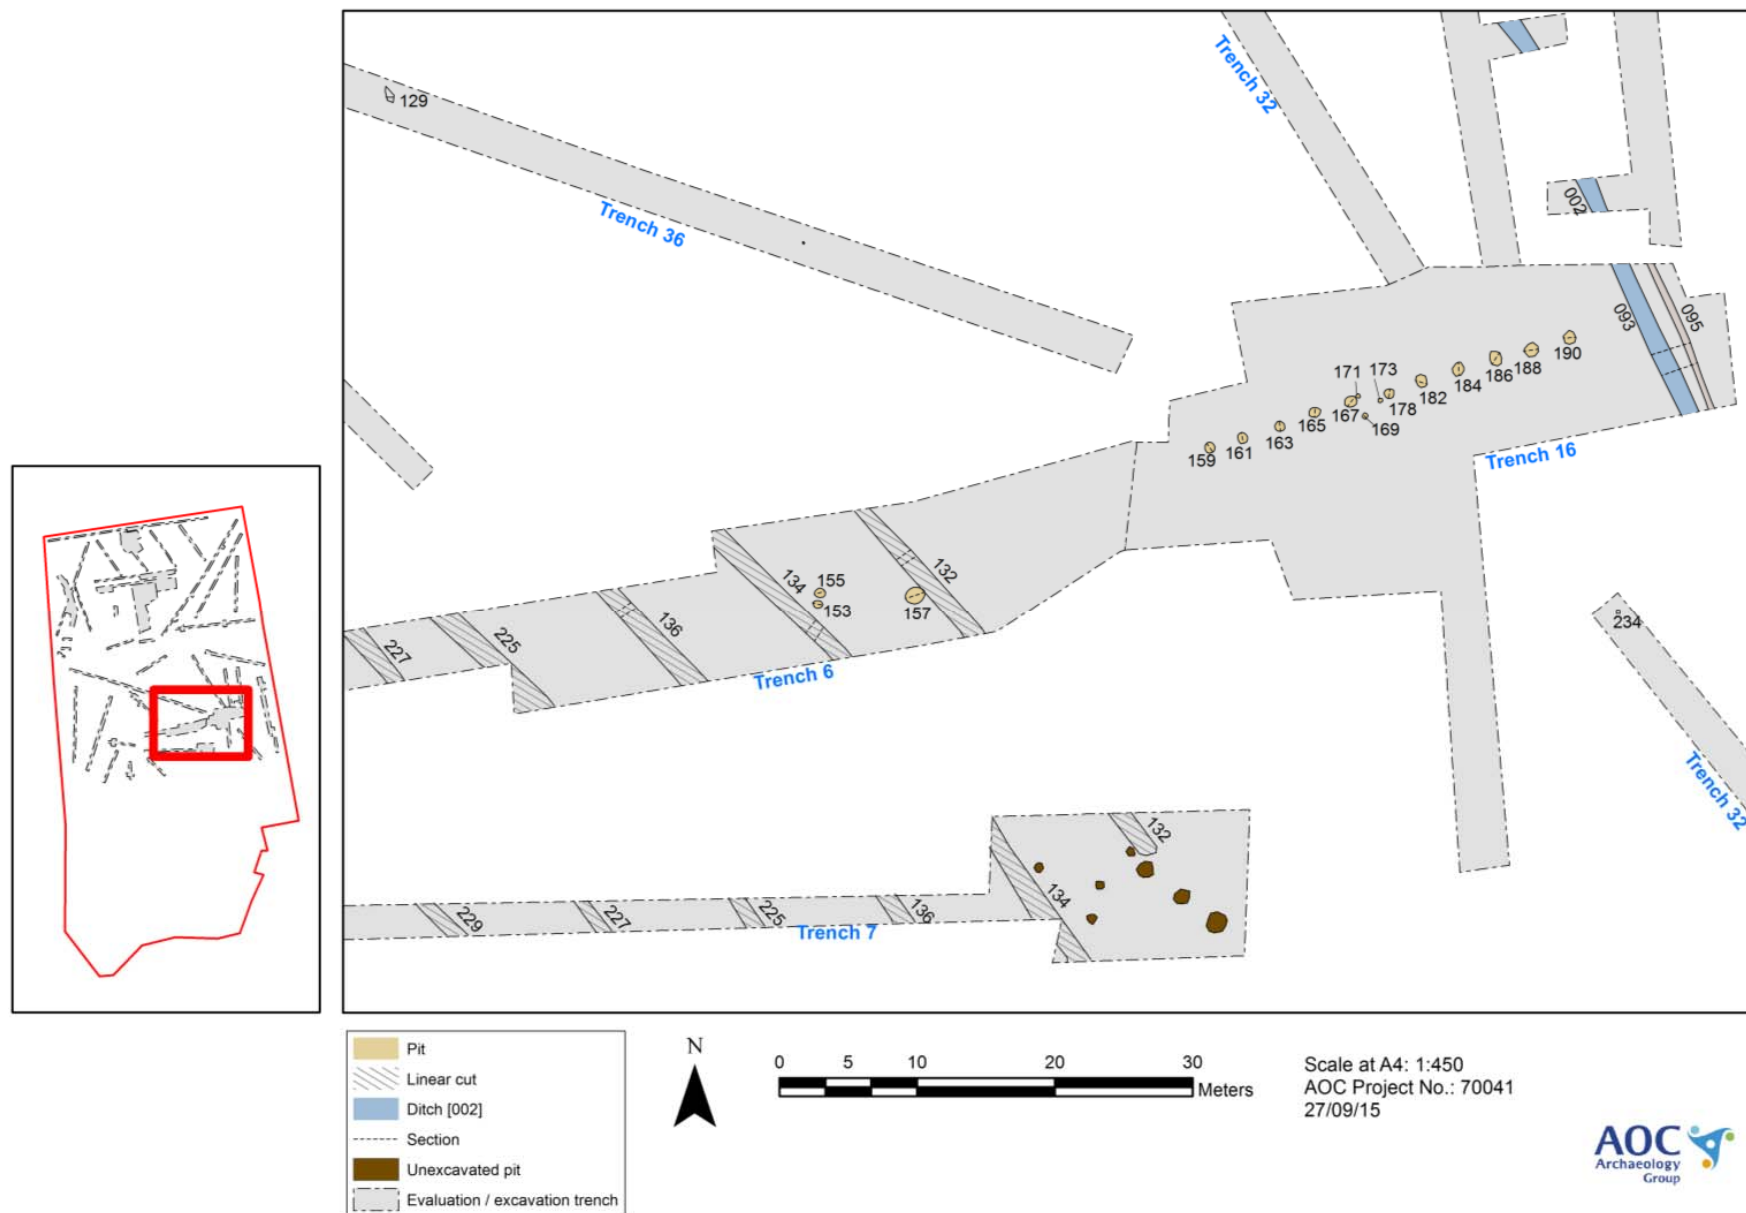 129
Trench 36
Trench 32
002
093
095
190
188
186
184
182
178
173
171
169
167
165
163
161
159
Trench 16
132
134
155
153
157
136
225
227
Trench 6
234
Trench 32
132
134
136
225
227
229
Trench 7
Pit
Linear cut
Ditch [002]
Section
Unexcavated pit
Evaluation / excavation trench
N
0 5 10 20 30
Meters
Scale at A4: 1:450
AOC Project No.: 70041
27/09/15
AOC
Archaeology
Group